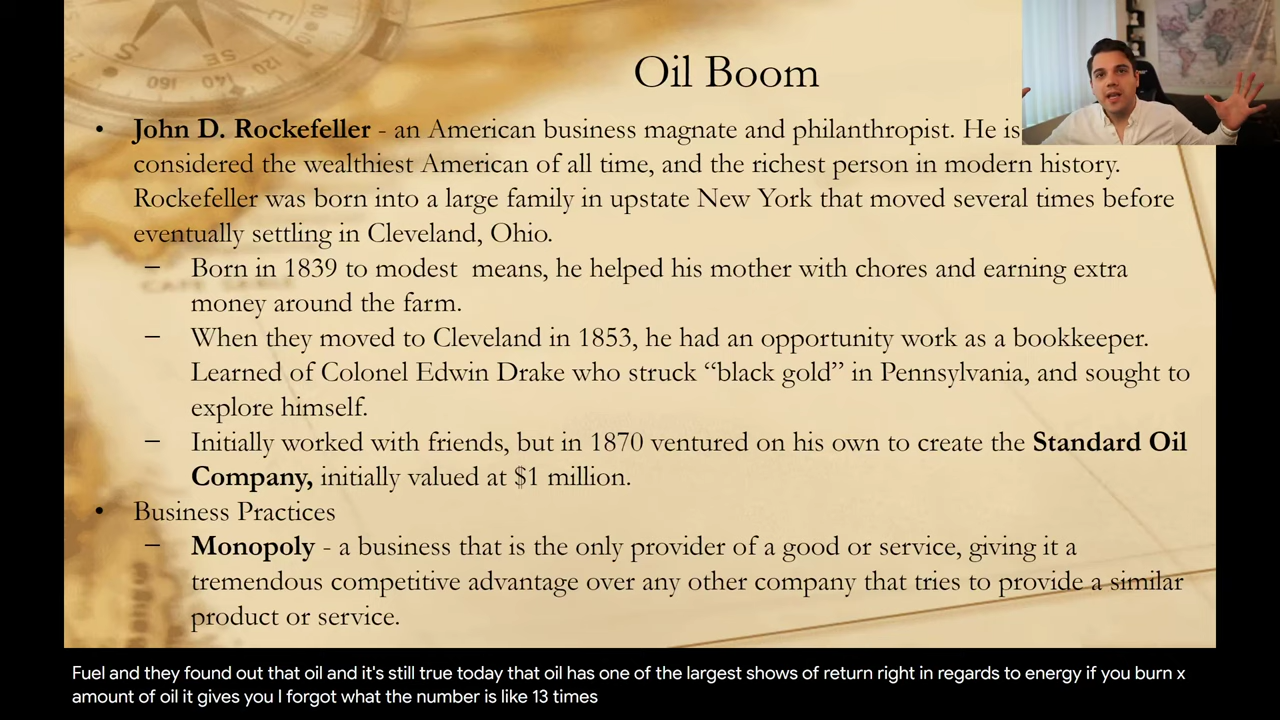 Oil Boom
• John D. Rockefeller - an American business magnate and philanthropist. He is
considered the wealthiest American of all time, and the richest person in modern history.
Rockefeller was born into a large family in upstate New York that moved several times before
eventually settling in Cleveland, Ohio.
– Born in 1839 to modest means, he helped his mother with chores and earning extra
money around the farm.
– When they moved to Cleveland in 1853, he had an opportunity work as a bookkeeper.
Learned of Colonel Edwin Drake who struck “black gold” in Pennsylvania, and sought to
explore himself.
– Initially worked with friends, but in 1870 ventured on his own to create the Standard Oil
Company, initially valued at $1 million.
• Business Practices
– Monopoly - a business that is the only provider of a good or service, giving it a
tremendous competitive advantage over any other company that tries to provide a similar
product or service.
Fuel and they found out that oil and it's still true today that oil has one of the largest shows of return right in regards to energy if you burn x
amount of oil it gives you I forgot what the number is like 13 times